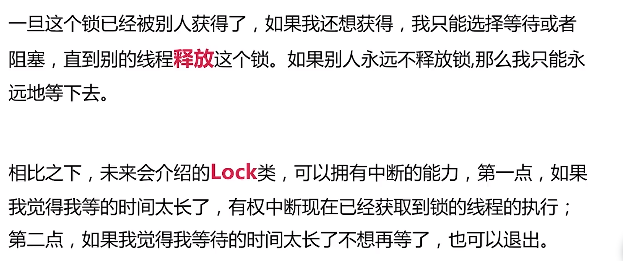 一旦这个锁已经被别人获得了，如果我还想获得，我只能选择等待或者
阻塞，直到别的线程释放这个锁。如果别人永远不释放锁,那么我只能永
远地等下去。
相比之下，未来会介绍的Lock类，可以拥有中断的能力，第一点，如果
我觉得我等的时间太长了，有权中断现在已经获取到锁的线程的执行；
第二点，如果我觉得我等待的时间太长了不想再等了，也可以退出。